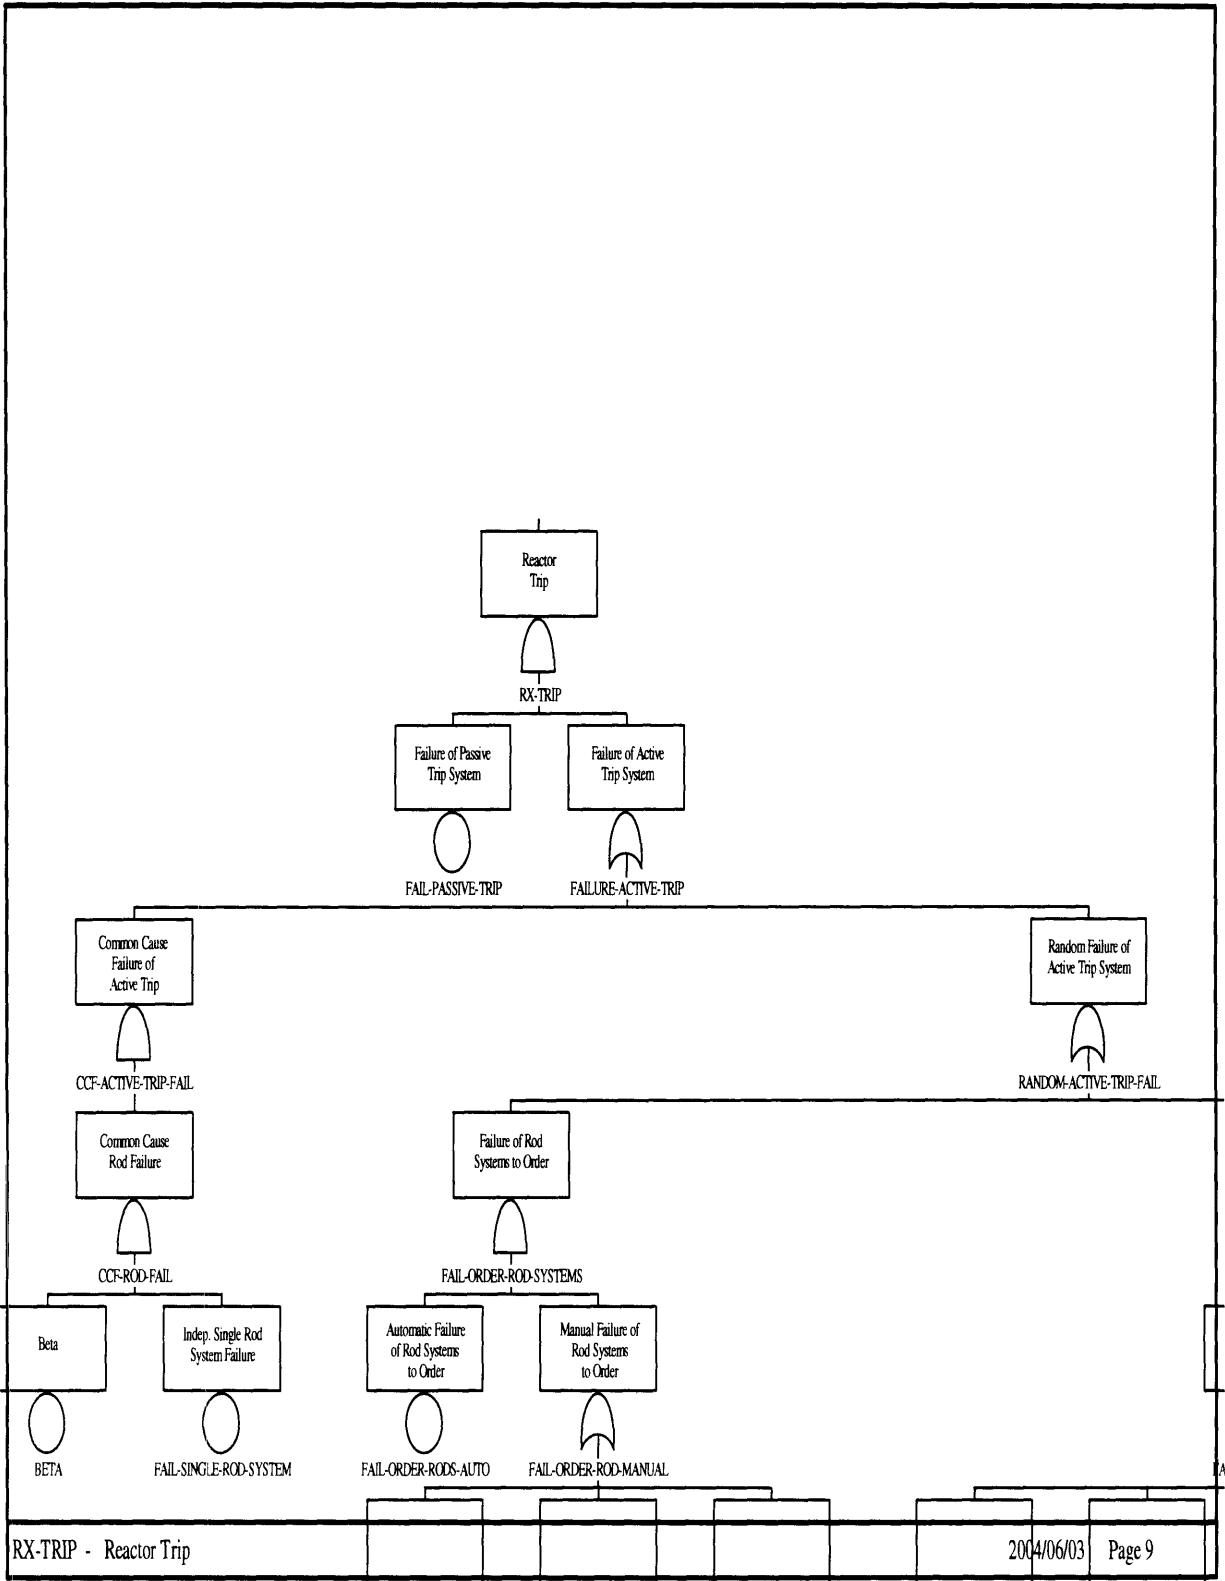 Reactor
Trip
RX-TRIP
Failure of Passive
Trip System
Failure of Active
Trip System
FAIL-PASSIVE-TRIP
FAILURE-ACTIVE-TRIP
Common Cause
Failure of
Active Trip
Random Failure of
Active Trip System
CCF-ACTIVE-TRIP-FAIL
RANDOM-ACTIVE-TRIP-FAIL
Common Cause
Rod Failure
Failure of Rod
Systems to Order
CCF-ROD-FAIL
FAIL-ORDER-ROD-SYSTEMS
Beta
Indep. Single Rod
System Failure
Automatic Failure
of Rod Systems
to Order
Manual Failure of
Rod Systems
to Order
BETA
FAIL-SINGLE-ROD-SYSTEM
FAIL-ORDER-RODS-AUTO
FAIL-ORDER-ROD-MANUAL
RX-TRIP - Reactor Trip
2004/06/03 Page 9